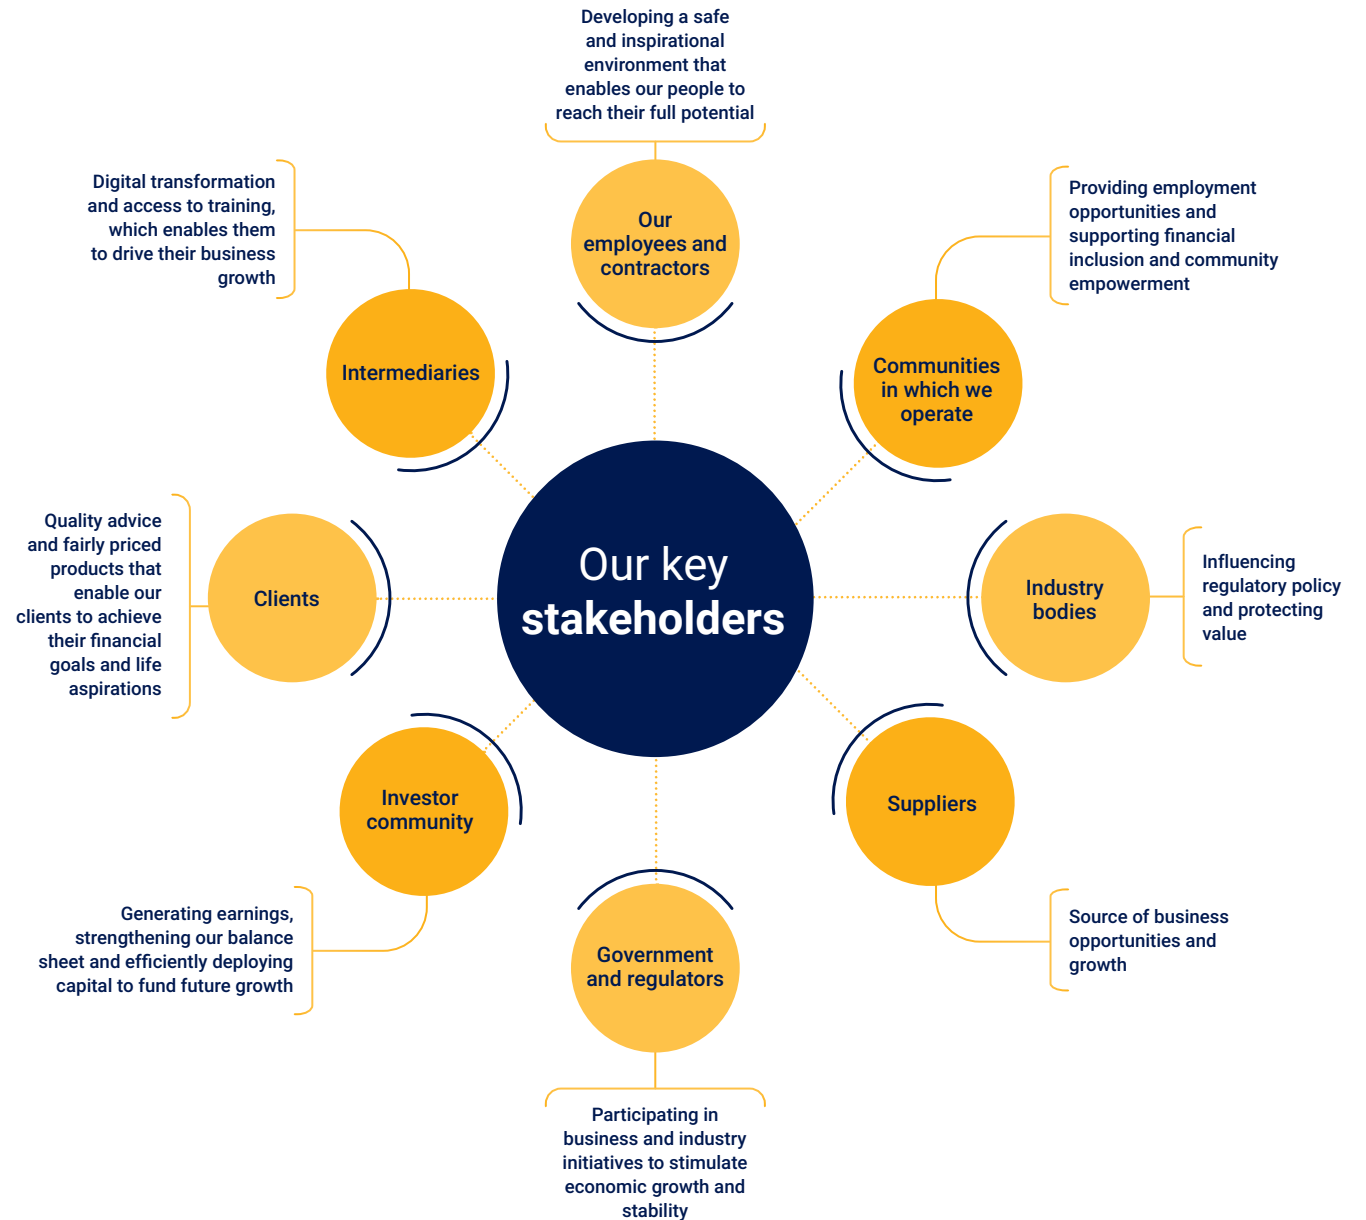 Developing a safe
and inspirational
environment that
enables our people to
reach their full potential
Our
employees and
contractors
Providing employment
opportunities and
supporting financial
inclusion and community
empowerment
Communities
in which we
operate
Industry
bodies
Influencing
regulatory policy
and protecting
value
Suppliers
Source of business
opportunities and
growth
Government
and regulators
Participating in
business and industry
initiatives to stimulate
economic growth and
stability
Investor
community
Generating earnings,
strengthening our balance
sheet and efficiently deploying
capital to fund future growth
Clients
Quality advice
and fairly priced
products that
enable our
clients to achieve
their financial
goals and life
aspirations
Intermediaries
Digital transformation
and access to training,
which enables them
to drive their business
growth
Our key
stakeholders